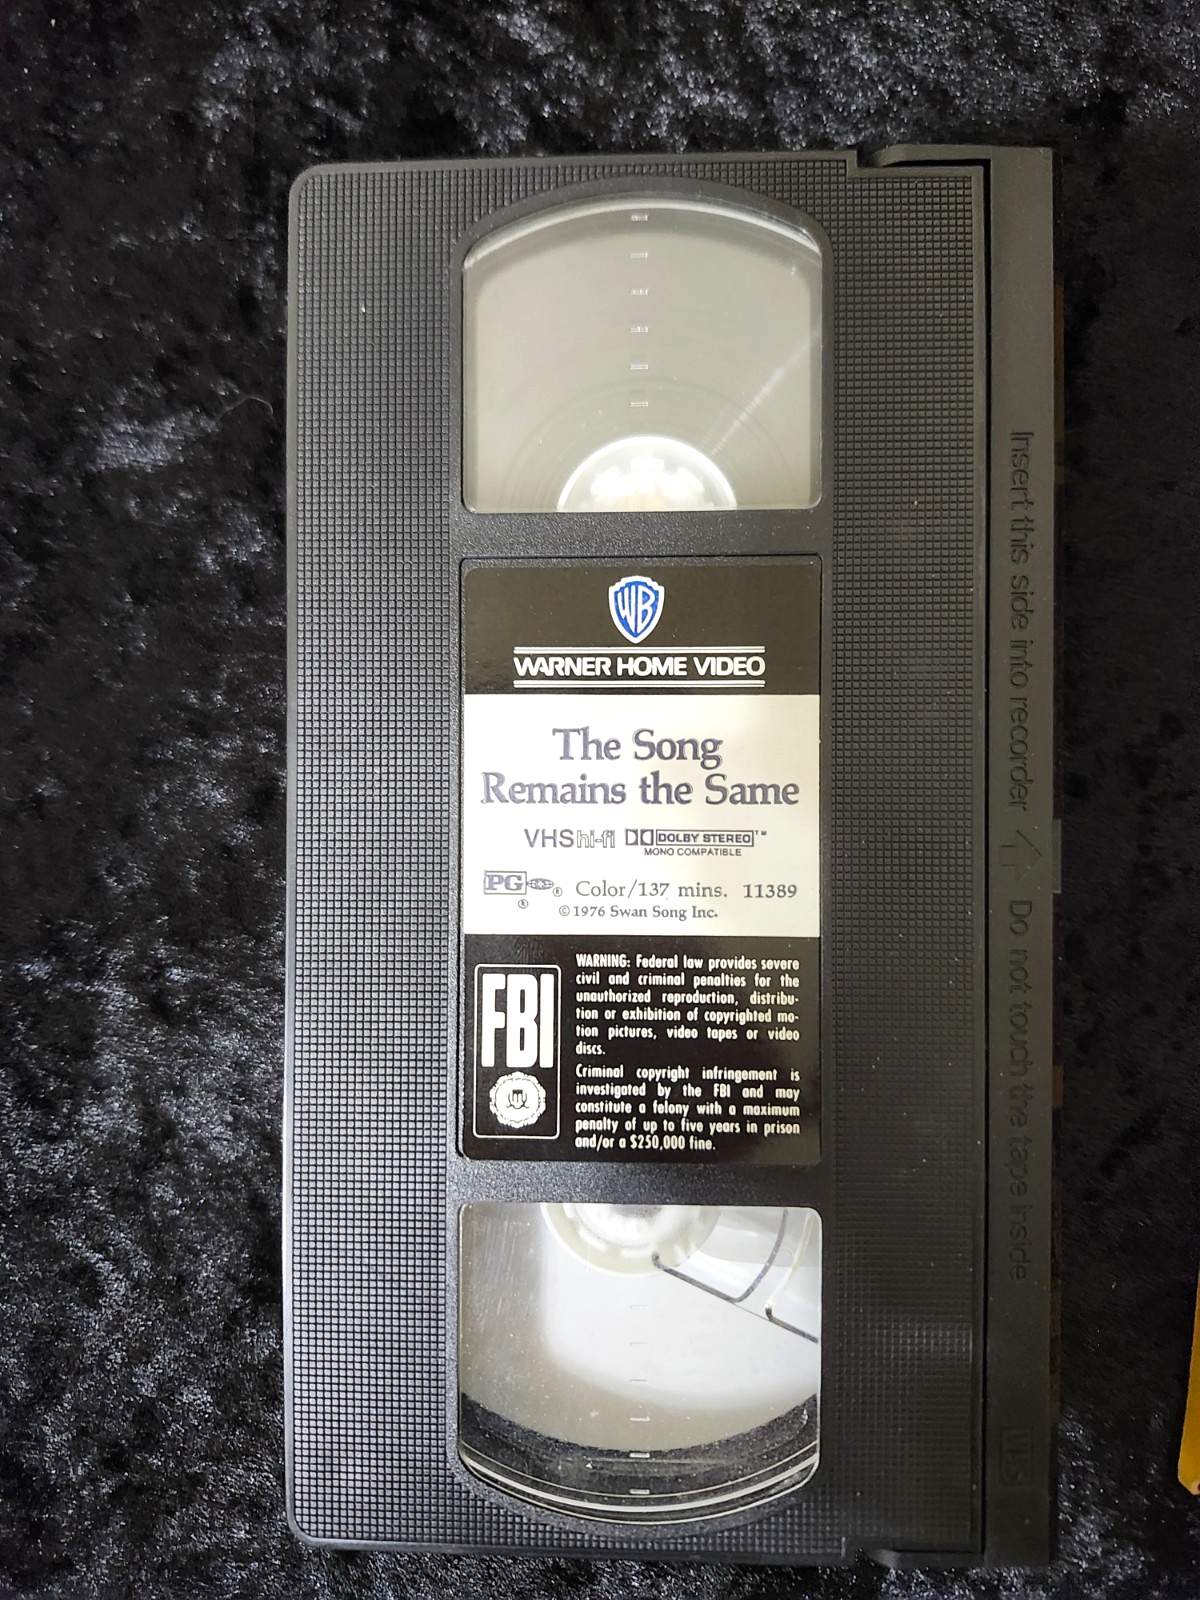 WB
WARNER HOME VIDEO
The Song
Remains the Same
VHS hi-fi DOLBY STEREO™
MONO COMPATIBLE
PG ® Color/137 mins. 11389
®
©1976 Swan Song Inc.
FBI
WARNING: Federal law provides severe
civil and criminal penalties for the
unauthorized reproduction, distribu-
tion or exhibition of copyrighted mo-
tion pictures, video tapes or video
discs.
Criminal copyright infringement is
investigated by the FBI and may
constitute a felony with a maximum
penalty of up to five years in prison
and/or a $250,000 fine.
Insert this side into recorder Do not touch the tape inside
VHS